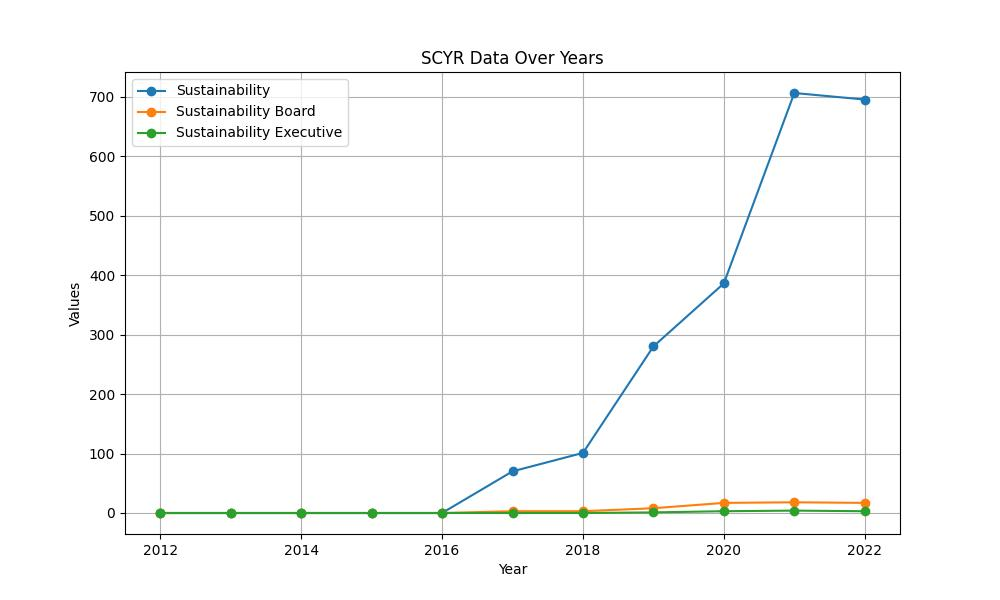 SCYR Data Over Years
Sustainability
Sustainability Board
Sustainability Executive
700
600
500
400
300
200
100
0
Values
2012 2014 2016 2018 2020 2022
Year